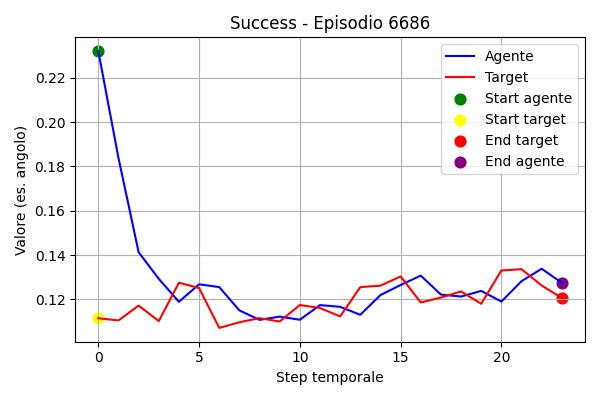 Success - Episodio 6686
Agente
Target
Start agente
Start target
End target
End agente
Valore (es. angolo)
0.22
0.20
0.18
0.16
0.14
0.12
0
5
10
15
20
Step temporale